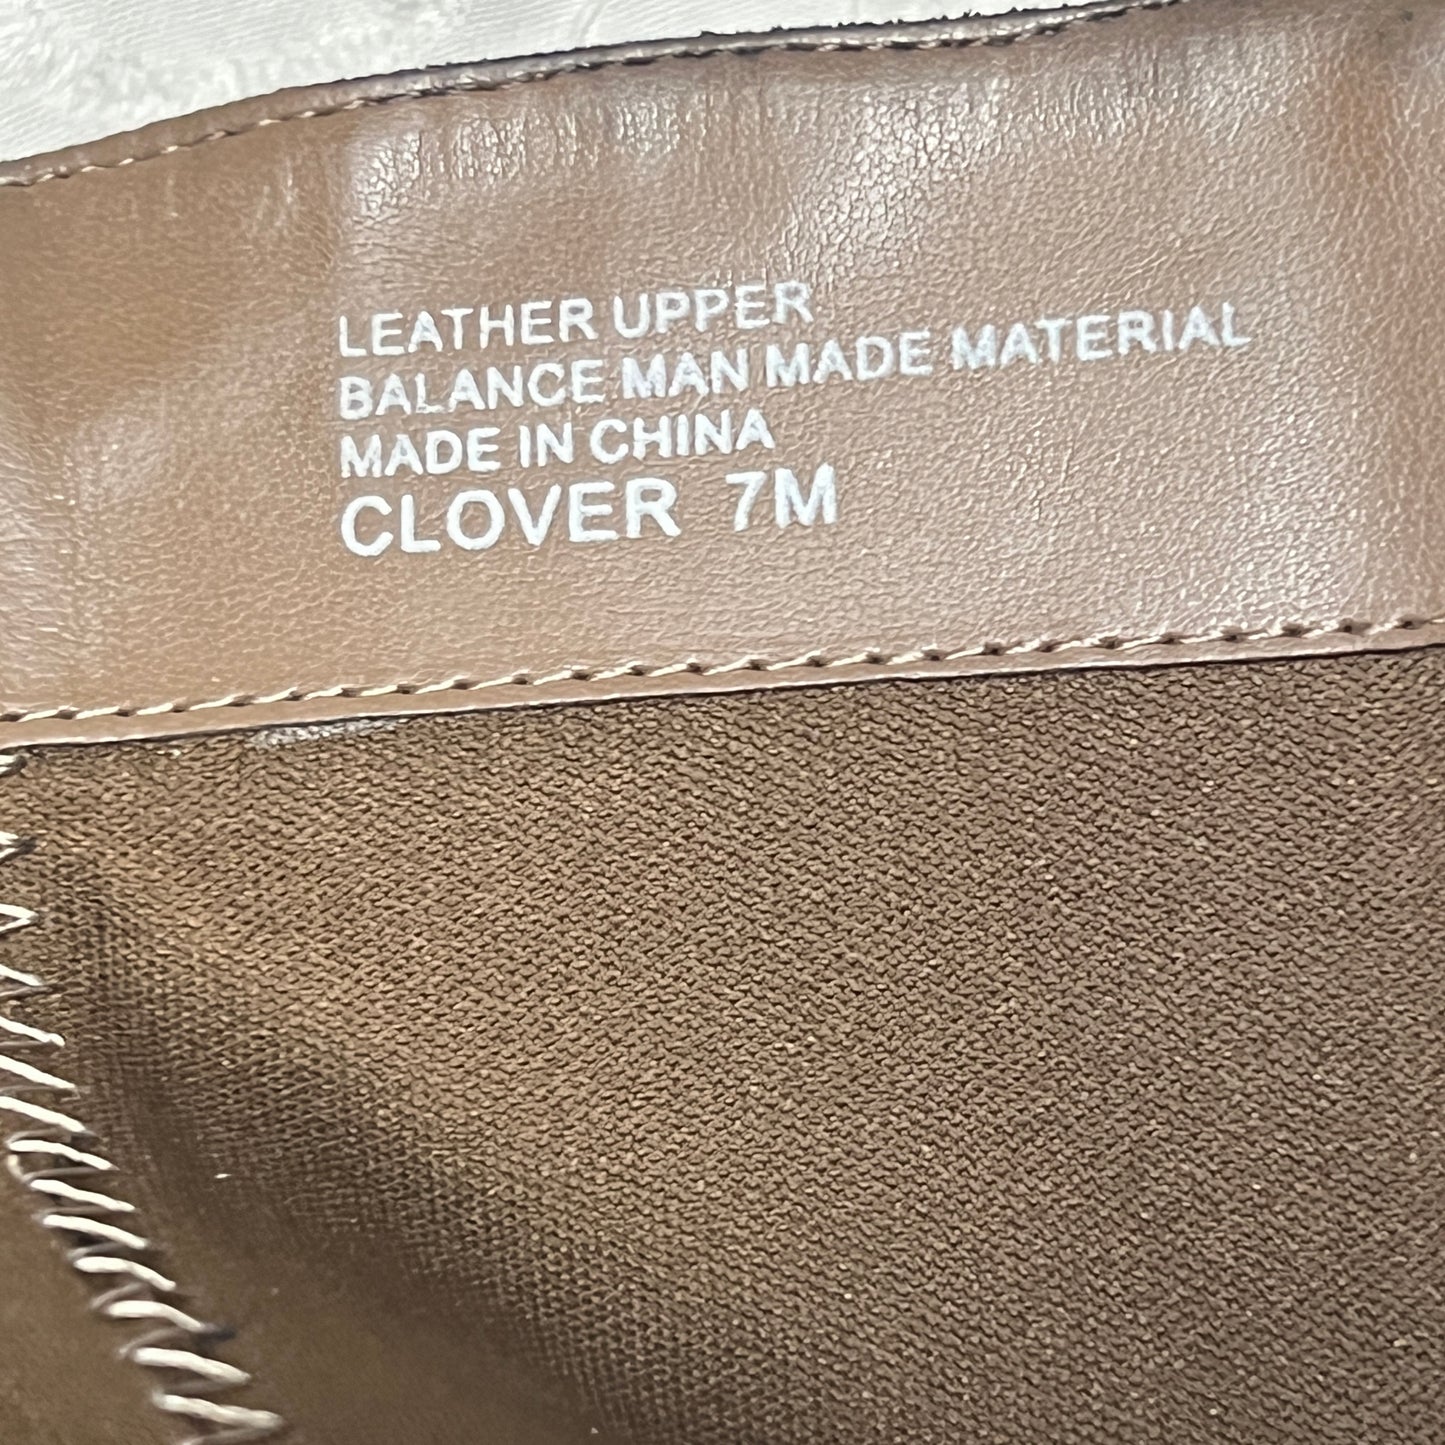 LEATHER UPPER
BALANCE MAN MADE MATERIAL
MADE IN CHINA
CLOVER 7M